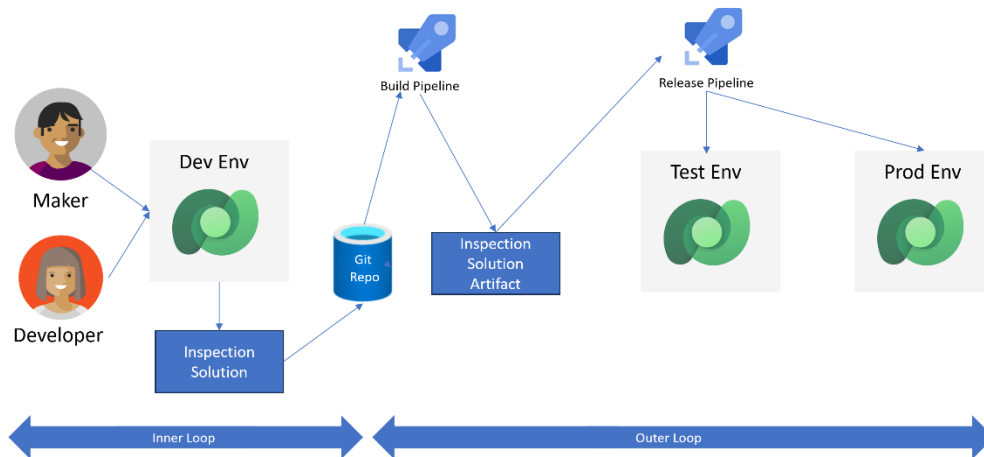 Maker
Developer
Dev Env
Inspection
Solution
Git
Repo
Build Pipeline
Inspection
Solution
Artifact
Release Pipeline
Test Env
Prod Env
Inner Loop
Outer Loop